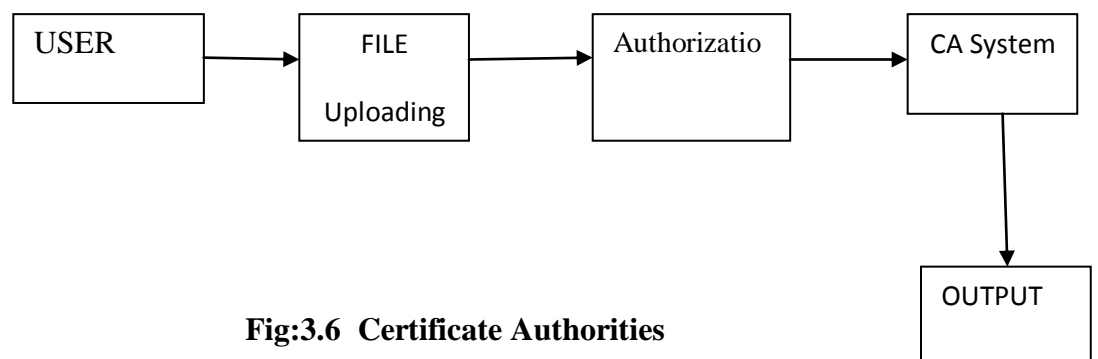 USER
FILE
Uploading
Authorizatio
CA System
OUTPUT
Fig:3.6 Certificate Authorities